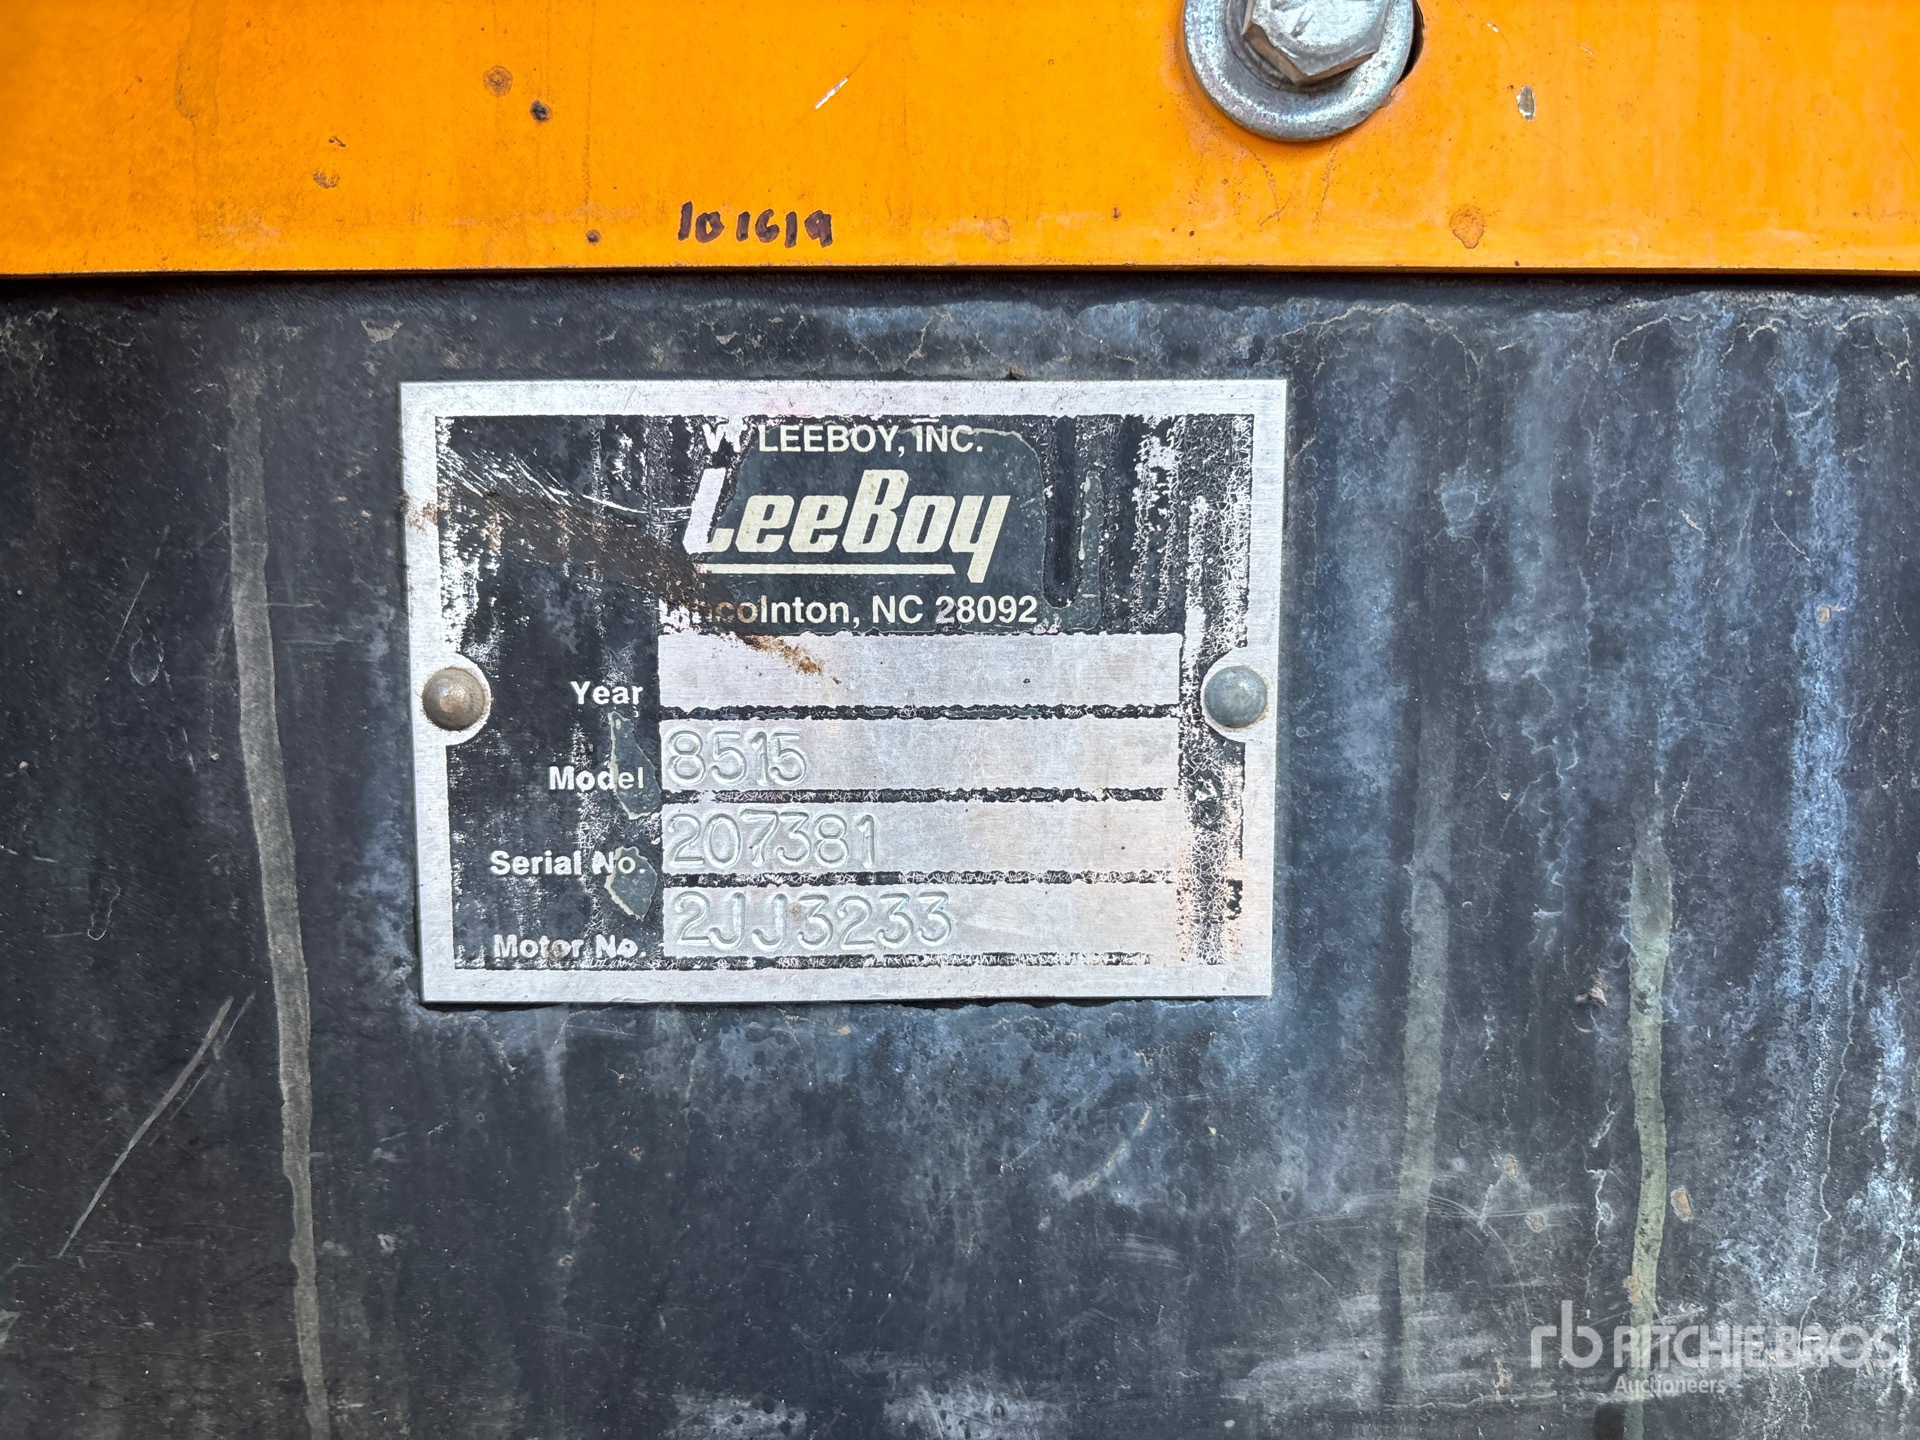 101619
V. LEEBOY, INC.
LeeBoy
Lincolnton, NC 28092
Year
Model 8515
Serial No. 207381
Motor No. 2JJ3233
rb RITCHIE BROS
Auctioneers